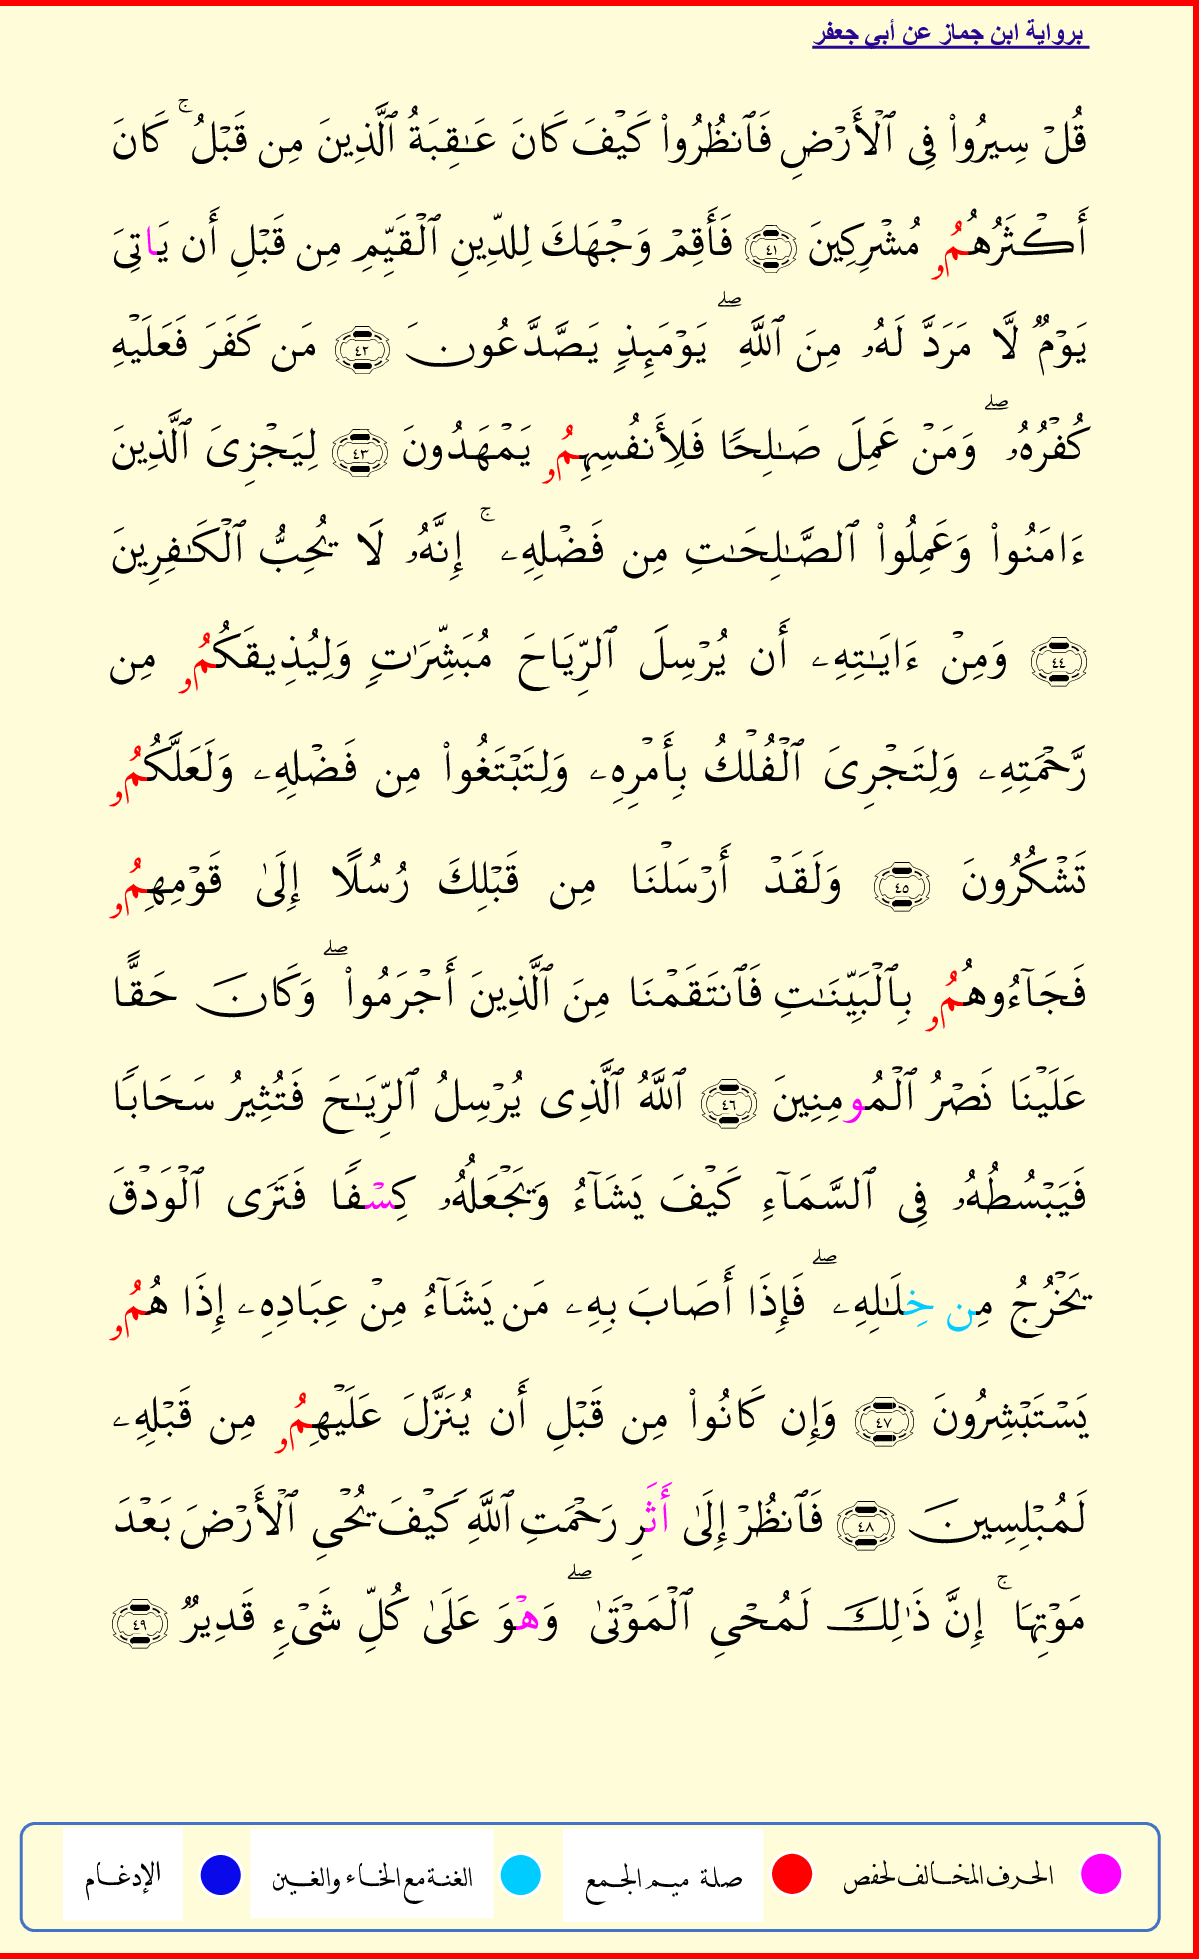 برواية ابن جماز عن أبي جعفر
قُلۡ سِيرُواْ فِى ٱلۡأَرۡضِ فَٱنظُرُواْ كَيۡفَ كَانَ عَـٰقِبَةُ ٱلَّذِينَ مِن قَبۡلُۚ كَانَ
أَكۡثَرُهُمُۥ مُشۡرِكِينَ ٤١ فَأَقِمۡ وَجۡهَكَ لِلدِّينِ ٱلۡقَيِّمِ مِن قَبۡلِ أَن يَاتِىَ
يَوۡمٌ لَّا مَرَدَّ لَهُۥ مِنَ ٱللَّهِۖ يَوۡمَئِذٍ يَصَّدَّعُونَ ٤٢ مَن كَفَرَ فَعَلَيۡهِ
كُفۡرُهُۥۖ وَمَنۡ عَمِلَ صَـٰلِحًا فَلِأَنفُسِهِمُۥ يَمۡهَدُونَ ٤٣ لِيَجۡزِىَ ٱلَّذِينَ
ءَامَنُواْ وَعَمِلُواْ ٱلصَّـٰلِحَـٰتِ مِن فَضۡلِهِۦۚ إِنَّهُۥ لَا يُحِبُّ ٱلۡكَـٰفِرِينَ
٤٤ وَمِنۡ ءَايَـٰتِهِۦ أَن يُرۡسِلَ ٱلرِّيَاحَ مُبَشِّرَٰتٍ وَلِيُذِيقَكُمُۥ مِن
رَّحۡمَتِهِۦ وَلِتَجۡرِىَ ٱلۡفُلۡكُ بِأَمۡرِهِۦ وَلِتَبۡتَغُواْ مِن فَضۡلِهِۦ وَلَعَلَّكُمُۥ
تَشۡكُرُونَ ٤٥ وَلَقَدۡ أَرۡسَلۡنَا مِن قَبۡلِكَ رُسُلًا إِلَىٰ قَوۡمِهِمُۥ
فَجَآءُوهُمُۥ بِٱلۡبَيِّنَـٰتِ فَٱنتَقَمۡنَا مِنَ ٱلَّذِينَ أَجۡرَمُواْۖ وَكَانَ حَقًّا
عَلَيۡنَا نَصۡرُ ٱلۡمُومِنِينَ ٤٦ ٱللَّهُ ٱلَّذِى يُرۡسِلُ ٱلرِّيَـٰحَ فَتُثِيرُ سَحَابًا
فَيَبۡسُطُهُۥ فِى ٱلسَّمَآءِ كَيۡفَ يَشَآءُ وَيَجۡعَلُهُۥ كِسۡفًا فَتَرَى ٱلۡوَدۡقَ
يَخۡرُجُ مِن خِلَـٰلِهِۦۖ فَإِذَا أَصَابَ بِهِۦ مَن يَشَآءُ مِنۡ عِبَادِهِۦ إِذَا هُمُۥ
يَسۡتَبۡشِرُونَ ٤٧ وَإِن كَانُواْ مِن قَبۡلِ أَن يُنَزَّلَ عَلَيۡهِمُۥ مِن قَبۡلِهِۦ
لَمُبۡلِسِينَ ٤٨ فَٱنظُرۡ إِلَىٰ أَثَرِ رَحۡمَتِ ٱللَّهِ كَيۡفَ يُحۡىِ ٱلۡأَرۡضَ بَعۡدَ
مَوۡتِهَاۚ إِنَّ ذَٰلِكَ لَمُحۡىِ ٱلۡمَوۡتَىٰۖ وَهۡوَ عَلَىٰ كُلِّ شَىۡءٍ قَدِيرٌ ٤٩
الحرف المخالف لحفص صلة ميم الجمع الغنة مع الخاء والغين الإدغام